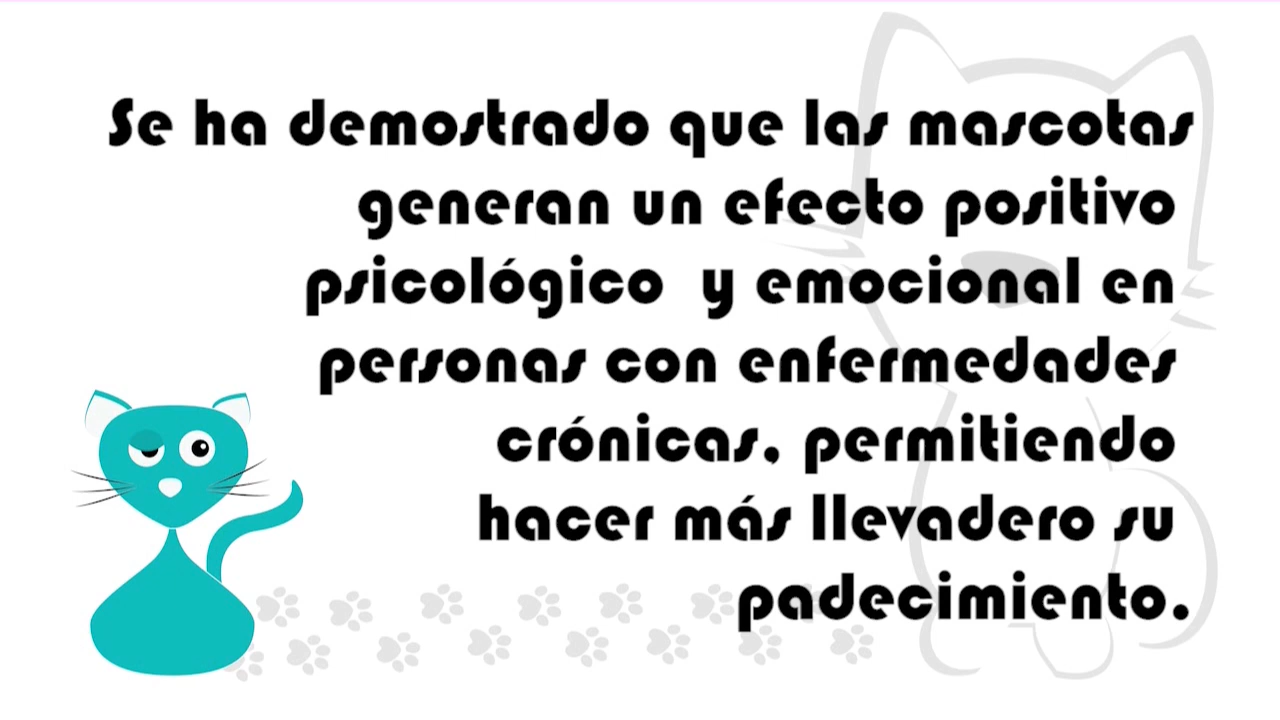 Se ha demostrado que las mascotas
generan un efecto positivo
psicológico y emocional en
personas con enfermedades
crónicas, permitiendo
hacer más llevadero su
padecimiento.